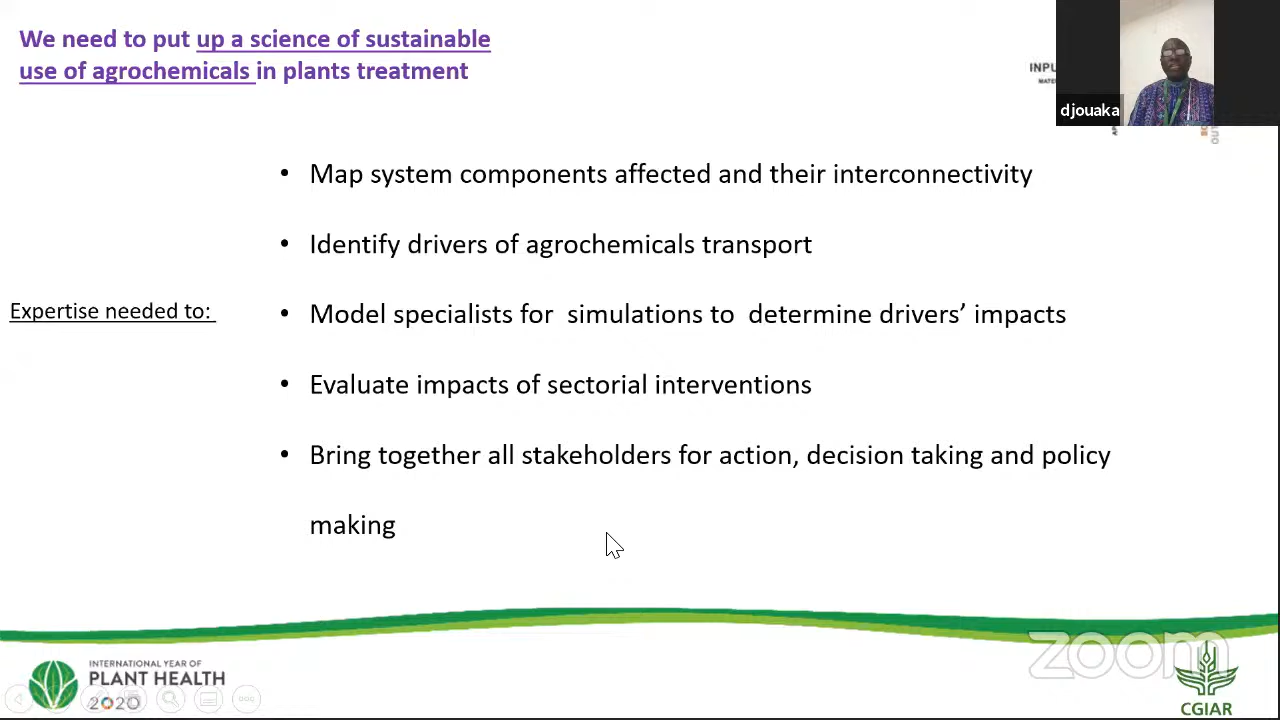 We need to put up a science of sustainable
use of agrochemicals in plants treatment
djouaka
• Map system components affected and their interconnectivity
• Identify drivers of agrochemicals transport
Expertise needed to:
• Model specialists for simulations to determine drivers’ impacts
• Evaluate impacts of sectorial interventions
• Bring together all stakeholders for action, decision taking and policy
making
zoom
INTERNATIONAL YEAR OF
PLANT HEALTH
2020
CGIAR